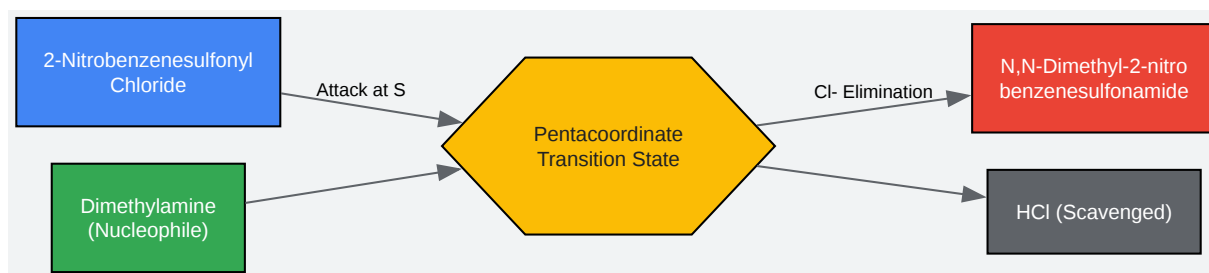 2-Nitrobenzenesulfonyl
Chloride
Attack at S
Dimethylamine
(Nucleophile)
Pentacoordinate
Transition State
Cl- Elimination
N,N-Dimethyl-2-nitro
benzenesulfonamide
HCl (Scavenged)